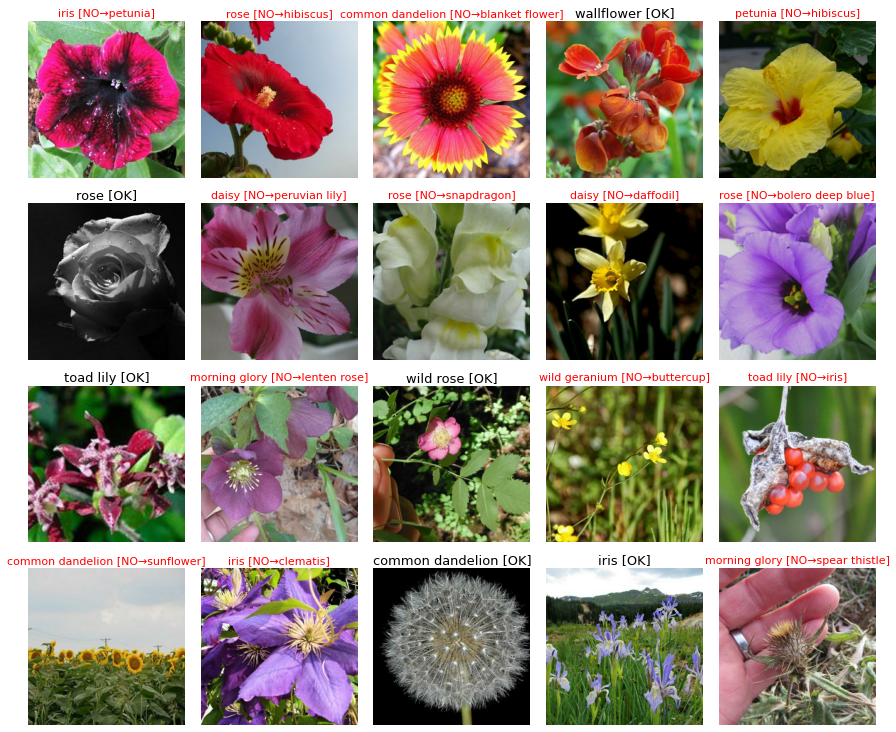 iris [NO→petunia]
rose [NO→hibiscus]
common dandelion [NO→blanket flower]
wallflower [OK]
petunia [NO→hibiscus]
rose [OK]
daisy [NO→peruvian lily]
rose [NO→snapdragon]
daisy [NO→daffodil]
rose [NO→bolero deep blue]
toad lily [OK]
morning glory [NO→lenten rose]
wild rose [OK]
wild geranium [NO→buttercup]
toad lily [NO→iris]
common dandelion [NO→sunflower]
iris [NO→clematis]
common dandelion [OK]
iris [OK]
morning glory [NO→spear thistle]